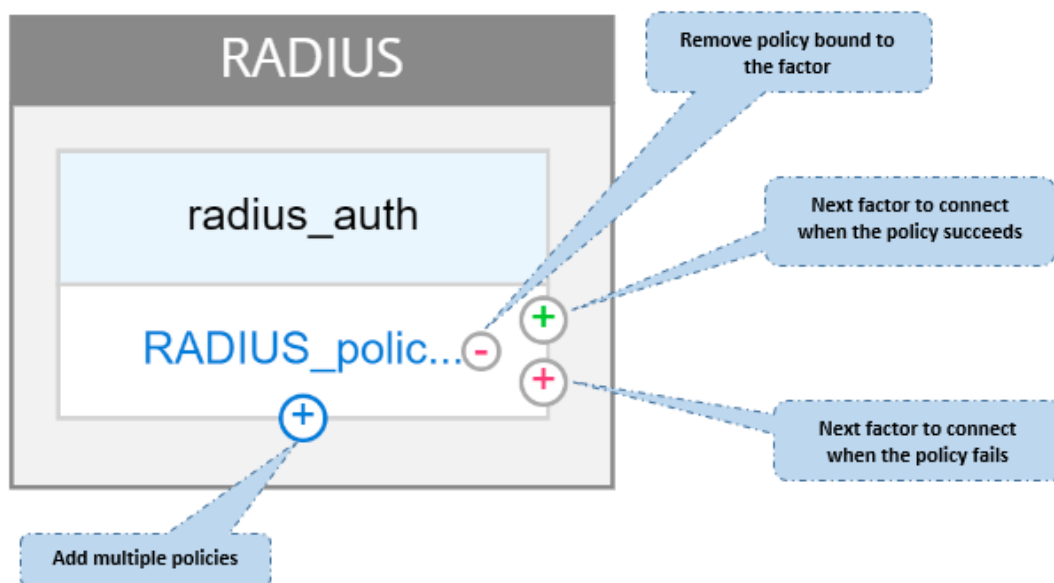 RADIUS
Remove policy bound to
the factor
radius_auth
Next factor to connect
when the policy succeeds
RADIUS_polic...
-
+
+
+
Next factor to connect
when the policy fails
Add multiple policies